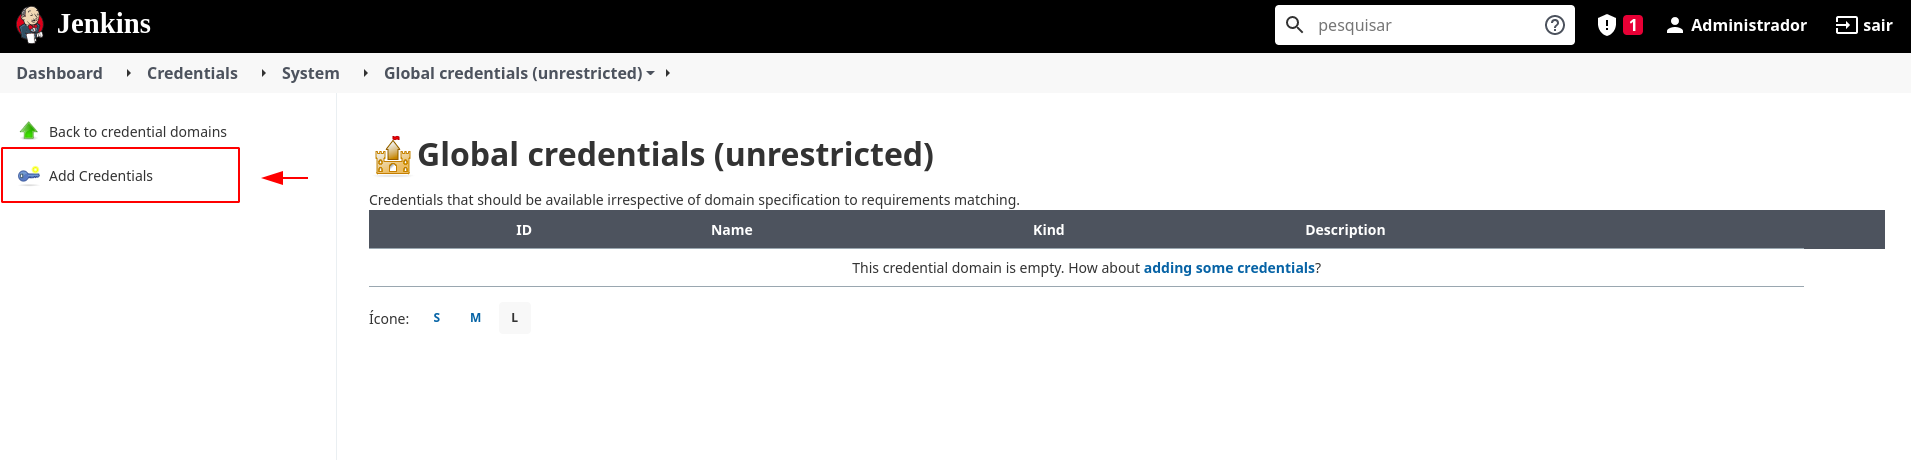 Jenkins
pesquisar
1
Administrador
sair
Dashboard Credentials System Global credentials (unrestricted)
Back to credential domains
Add Credentials
Global credentials (unrestricted)
Credentials that should be available irrespective of domain specification to requirements matching.
ID Name Kind Description
This credential domain is empty. How about adding some credentials?
Ícone: S M L